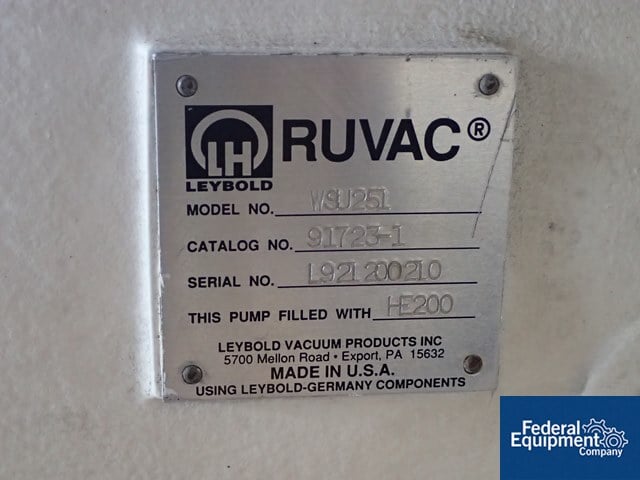 LH
LEYBOLD
RUVAC®
MODEL NO. WSU251
CATALOG NO. 91723-1
SERIAL NO. L921200210
THIS PUMP FILLED WITH HE200
LEYBOLD VACUUM PRODUCTS INC
5700 Mellon Road • Export, PA 15632
MADE IN U.S.A.
USING LEYBOLD-GERMANY COMPONENTS
Federal
Equipment
Company